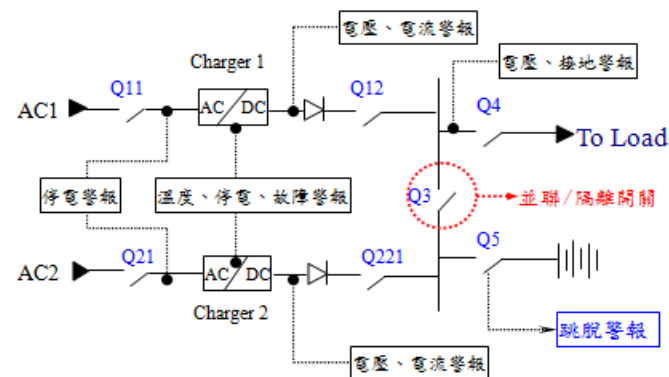 電壓、電流警報
Charger 1
電壓、接地警報
Q11
Q12
Q4
AC1
AC
DC
To Load
停電警報
溫度、停電、故障警報
Q3
並聯/隔離開關
Q21
Q221
Q5
AC2
AC
DC
Charger 2
跳脫警報
電壓、電流警報